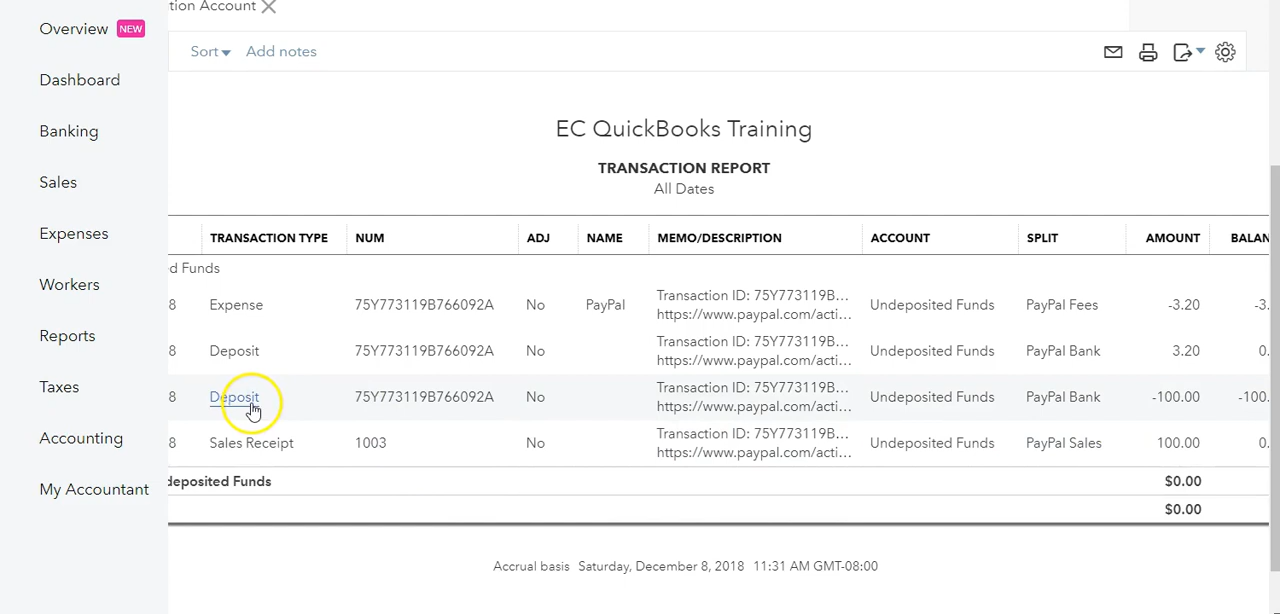 tion Account
Overview NEW
Sort Add notes
Dashboard
Banking
Sales
Expenses
Workers
Reports
Taxes
Accounting
My Accountant
EC QuickBooks Training
TRANSACTION REPORT
All Dates
TRANSACTION TYPE NUM ADJ NAME MEMO/DESCRIPTION ACCOUNT SPLIT AMOUNT BALAN
ed Funds
8 Expense 75Y773119B766092A No PayPal Transaction ID: 75Y773119B... Undeposited Funds PayPal Fees -3.20 -3.
https://www.paypal.com/acti...
8 Deposit 75Y773119B766092A No Transaction ID: 75Y773119B... Undeposited Funds PayPal Bank 3.20 0.
https://www.paypal.com/acti...
8 Deposit 75Y773119B766092A No Transaction ID: 75Y773119B... Undeposited Funds PayPal Bank -100.00 -100.
https://www.paypal.com/acti...
8 Sales Receipt 1003 No Transaction ID: 75Y773119B... Undeposited Funds PayPal Sales 100.00 0.
https://www.paypal.com/acti...
deposited Funds $0.00
$0.00
Accrual basis Saturday, December 8, 2018 11:31 AM GMT-08:00